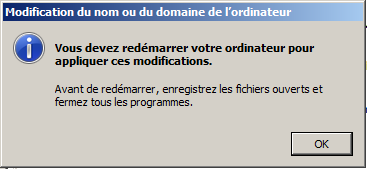 Modification du nom ou du domaine de l'ordinateur
Vous devez redémarrer votre ordinateur pour
appliquer ces modifications.
Avant de redémarrer, enregistrez les fichiers ouverts et
fermez tous les programmes.
OK